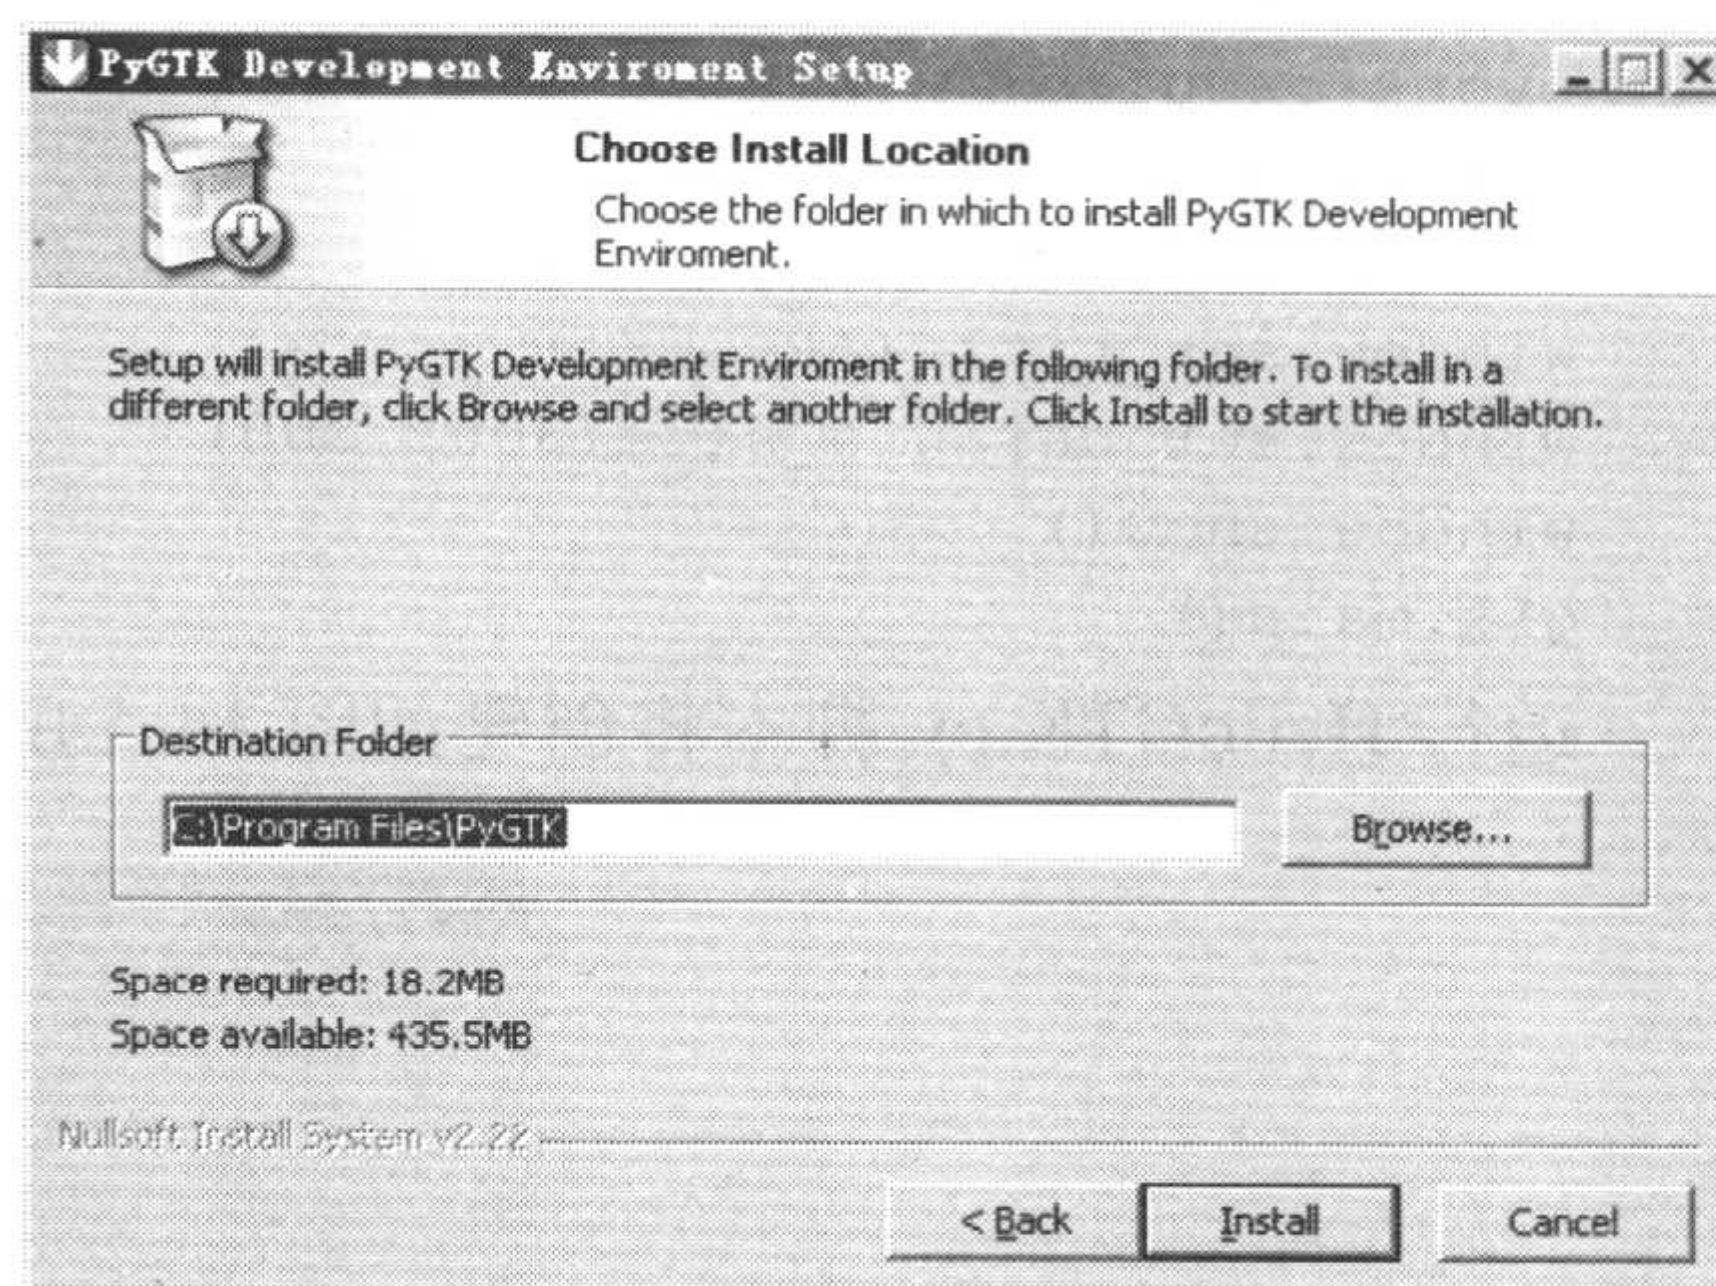 PyGTK Development Enviroment Setup
Choose Install Location
Choose the folder in which to install PyGTK Development
Enviroment.
Setup will install PyGTK Development Enviroment in the following folder. To install in a
different folder, click Browse and select another folder. Click Install to start the installation.
Destination Folder
C:\Program Files\PyGTK
Browse...
Space required: 18.2MB
Space available: 435.5MB
Nullsoft Install System v2.22
< Back
Install
Cancel